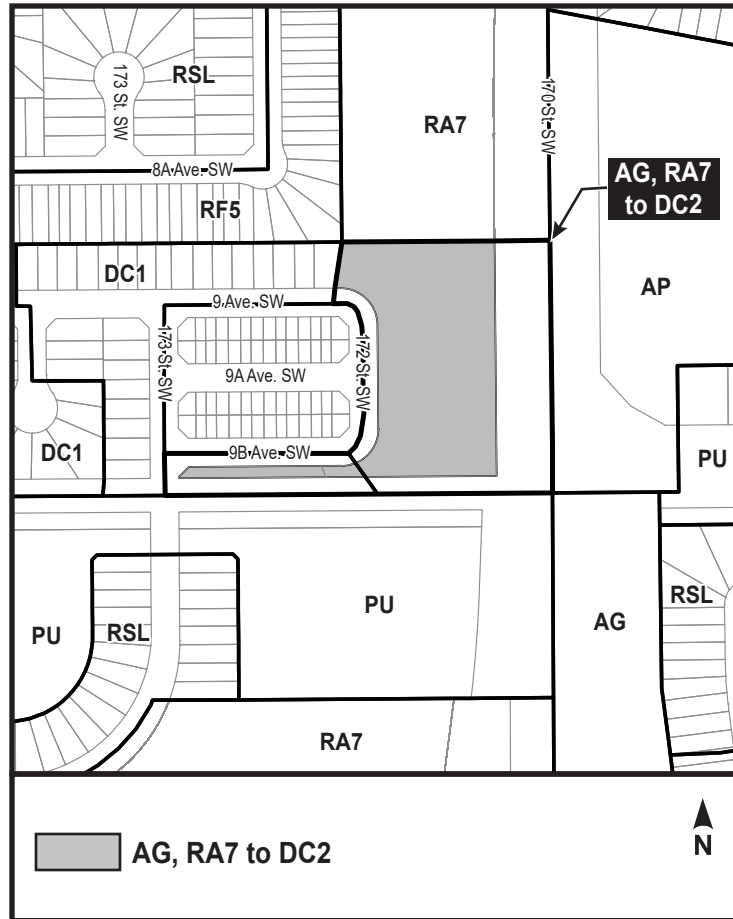 173 St. SW
RSL
RA7
170 St. SW
8A Ave. SW
AG, RA7
to DC2
RF5
DC1
AP
9 Ave. SW
173 St. SW
9A Ave. SW
172 St. SW
DC1
9B Ave. SW
PU
PU
RSL
PU
AG
RSL
RA7
AG, RA7 to DC2
N